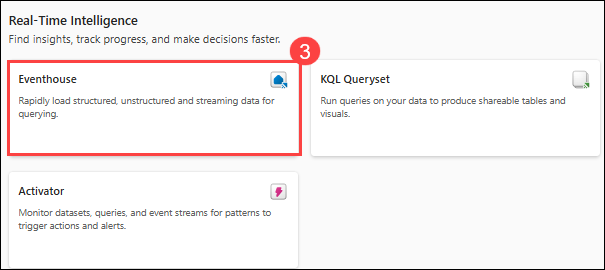 Real-Time Intelligence
Find insights, track progress, and make decisions faster.
3
Eventhouse
Rapidly load structured, unstructured and streaming data for
querying.
KQL Queryset
Run queries on your data to produce shareable tables and
visuals.
Activator
Monitor datasets, queries, and event streams for patterns to
trigger actions and alerts.